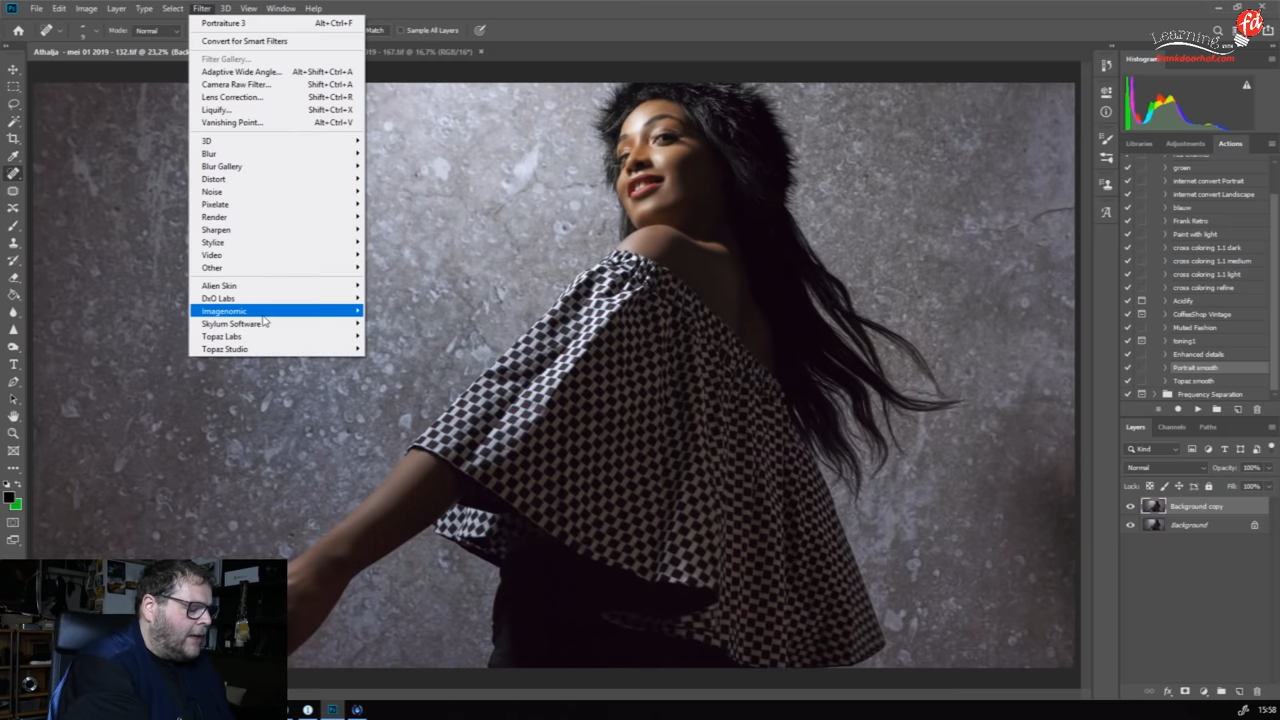 File Edit Image Layer Type Select Filter 3D View Window Help
Mode: Normal
Match
Sample All Layers
Learning
frankdoorhof.com
Athalja - mei 01 2019 - 132.tif @ 23,2% (Bac
- 167.tif @ 16,7% (RGB/16*)
Portraiture 3 Alt+Ctrl+F
Convert for Smart Filters
Filter Gallery...
Adaptive Wide Angle... Alt+Shift+Ctrl+A
Camera Raw Filter... Shift+Ctrl+A
Lens Correction... Shift+Ctrl+R
Liquify... Shift+Ctrl+X
Vanishing Point... Alt+Ctrl+V
3D
Blur
Blur Gallery
Distort
Noise
Pixelate
Render
Sharpen
Stylize
Video
Other
Alien Skin
DxO Labs
Imagenomic
Skylum Software
Topaz Labs
Topaz Studio
Histogram
Libraries Adjustments Actions
groen
internet convert Portrait
internet convert Landscape
blauw
Frank Retro
Paint with light
cross coloring 1.1 dark
cross coloring 1.1 medium
cross coloring 1.1 light
cross coloring refine
Acidify
CoffeeShop Vintage
Muted Fashion
toning1
Enhanced details
Portrait smooth
Topaz smooth
Frequency Separation
Layers Channels Paths
Kind
Normal Opacity: 100%
Lock: Fill: 100%
Background copy
Background
15:58